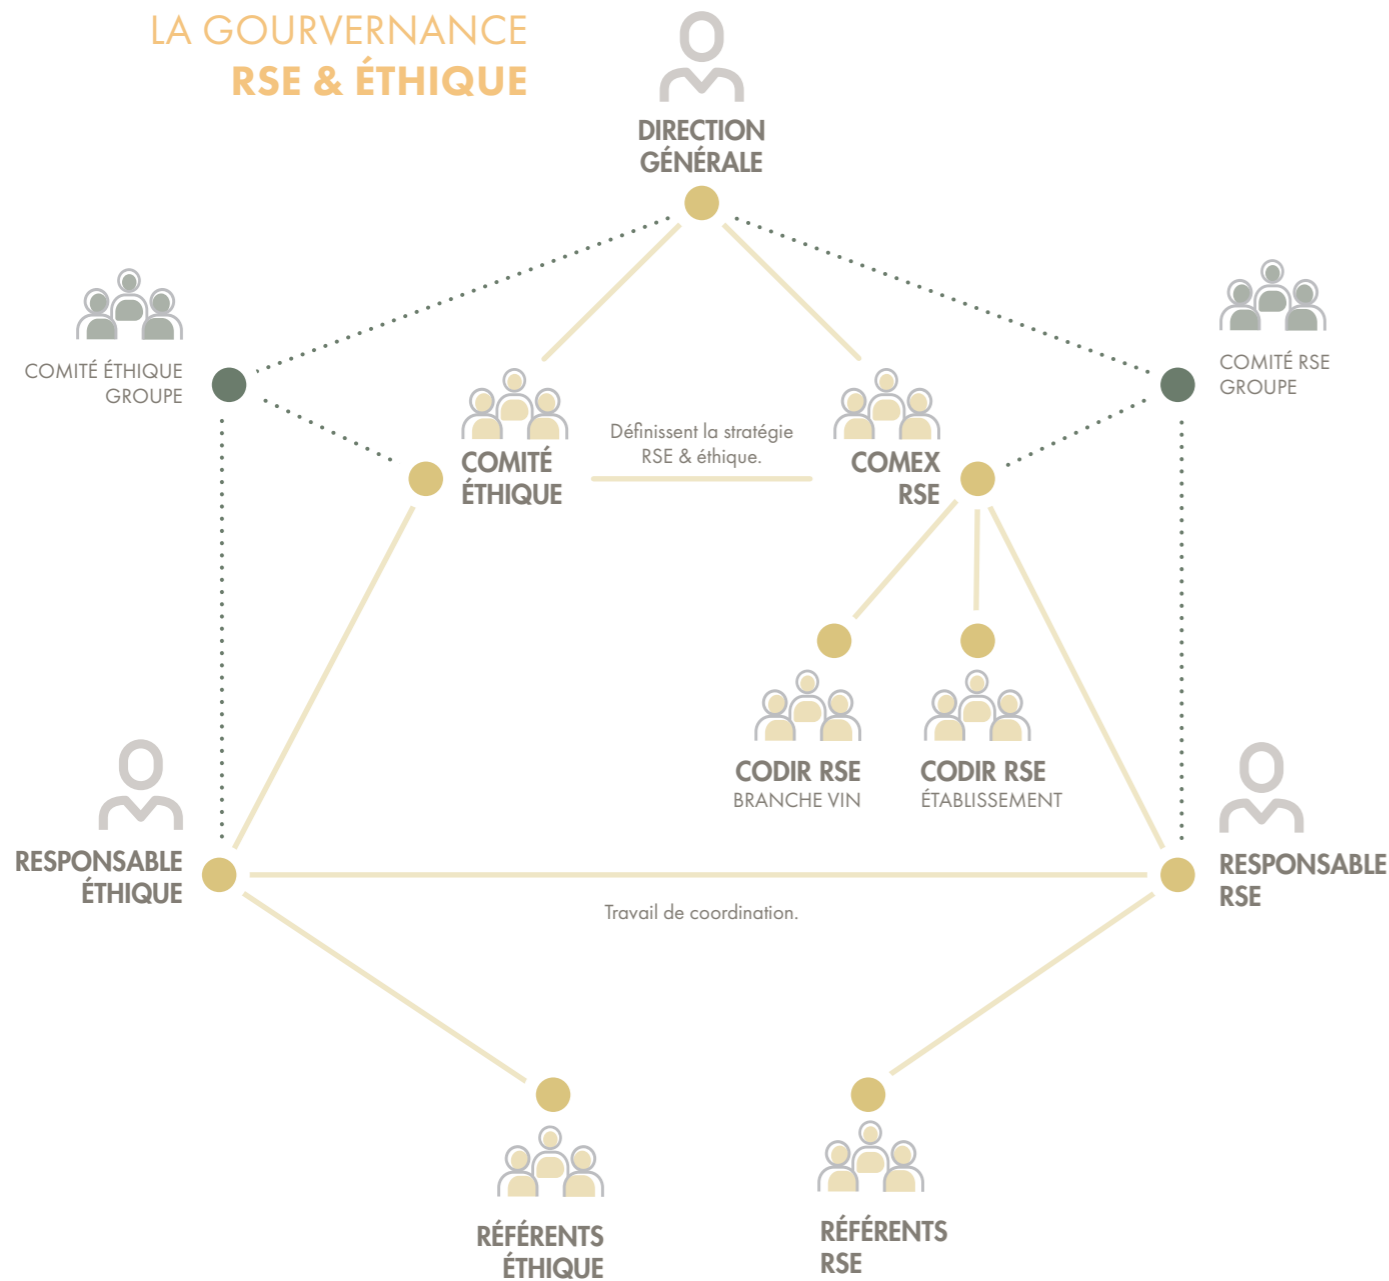 LA GOURVERNANCE
RSE & ÉTHIQUE
DIRECTION
GÉNÉRALE
COMITÉ ÉTHIQUE
GROUPE
COMITÉ RSE
GROUPE
COMITÉ
ÉTHIQUE
Définissent la stratégie
RSE & éthique.
COMEX
RSE
CODIR RSE
BRANCHE VIN
CODIR RSE
ÉTABLISSEMENT
RESPONSABLE
ÉTHIQUE
RESPONSABLE
RSE
Travail de coordination.
RÉFÉRENTS
ÉTHIQUE
RÉFÉRENTS
RSE